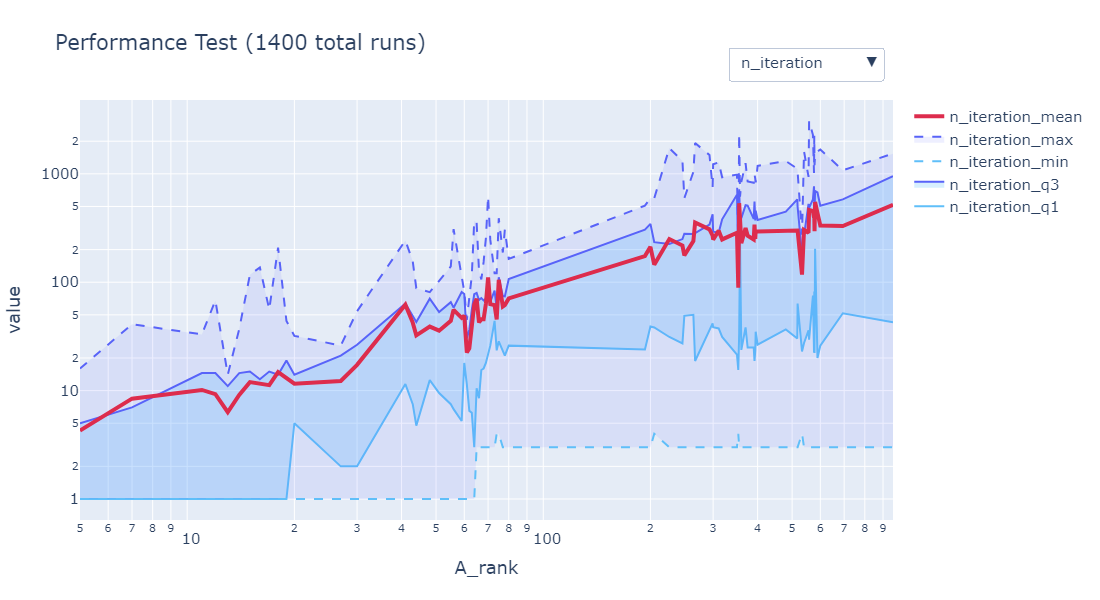 Performance Test (1400 total runs)
n_iteration ▼
n_iteration_mean
n_iteration_max
n_iteration_min
n_iteration_q3
n_iteration_q1
value
2
1000
5
2
100
5
2
10
5
2
1
5 6 7 8 9 2 3 4 5 6 7 8 9 2 3 4 5 6 7 8 9
10 100
A_rank